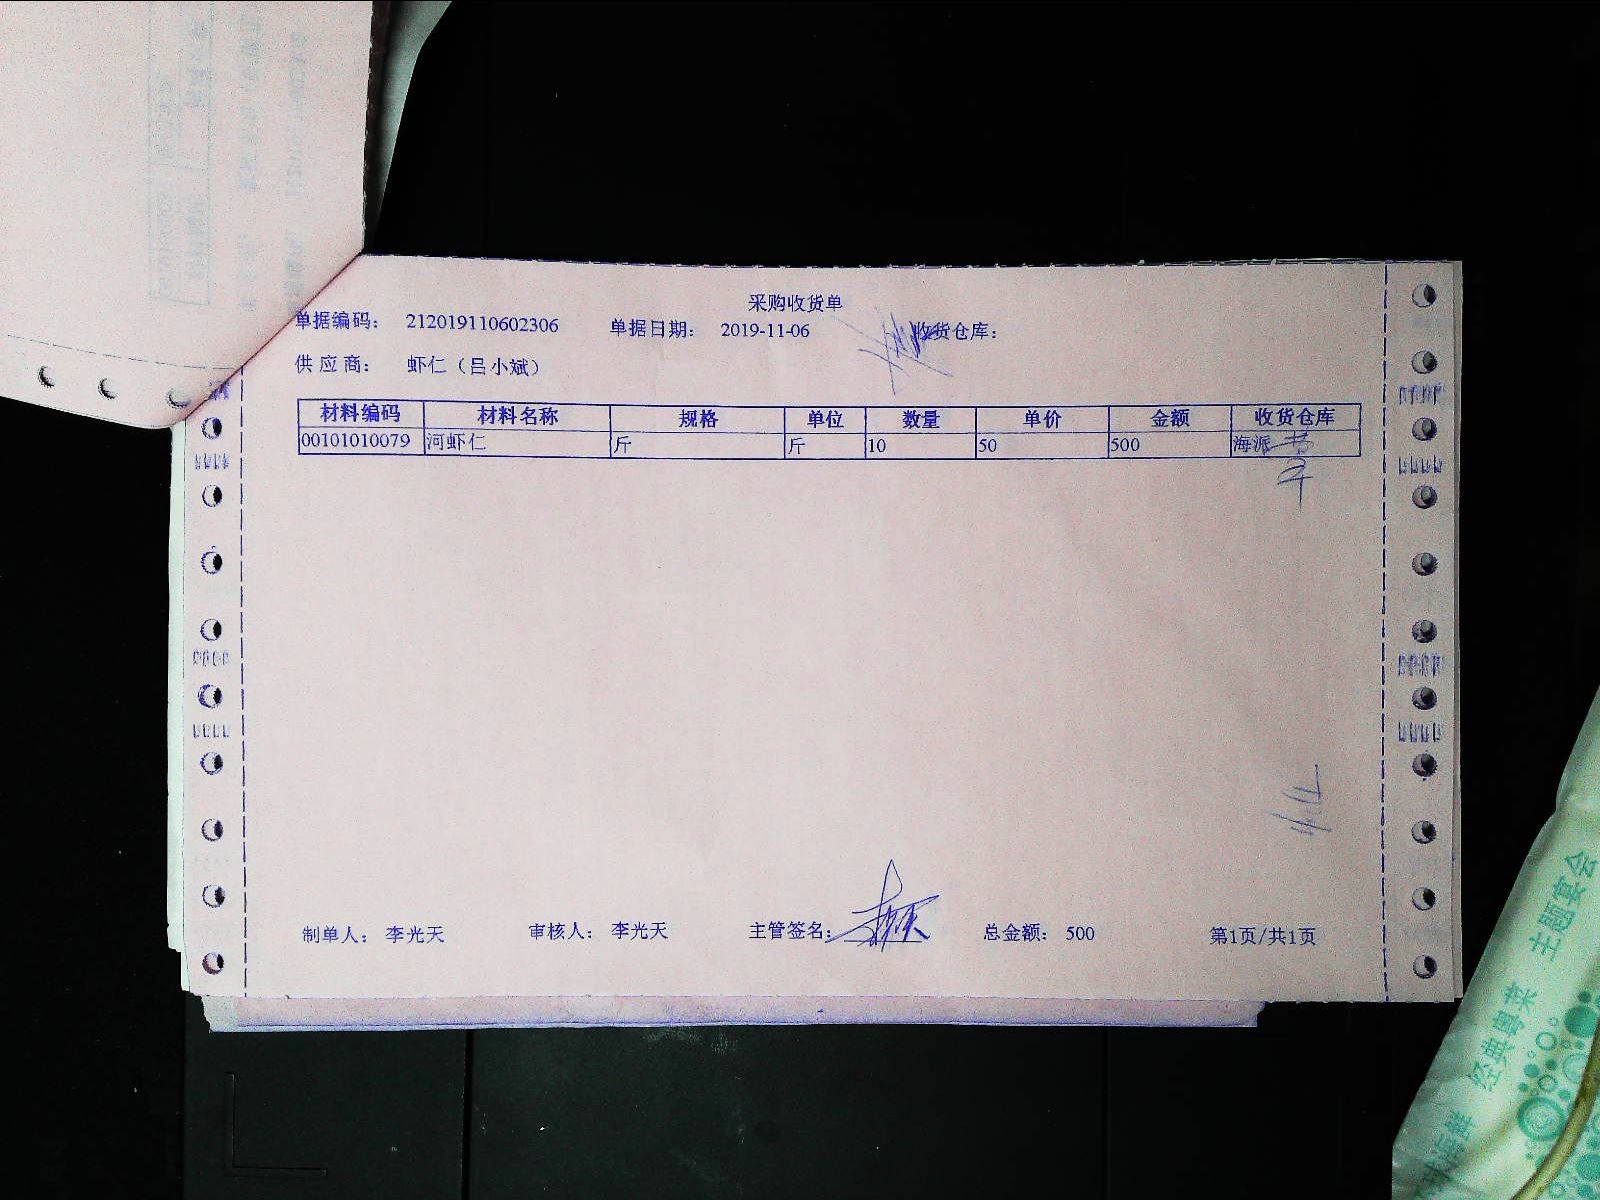 采购收货单
单据编码： 212019110602306 单据日期： 2019-11-06 收货仓库：
供应商： 虾仁（吕小斌）
材料编码 材料名称 规格 单位 数量 单价 金额 收货仓库
00101010079 河虾仁 斤 斤 10 50 500 海派
制单人： 李光天 审核人： 李光天 主管签名： 总金额： 500 第1页/共1页
主题宴会
经典粤菜
海鲜